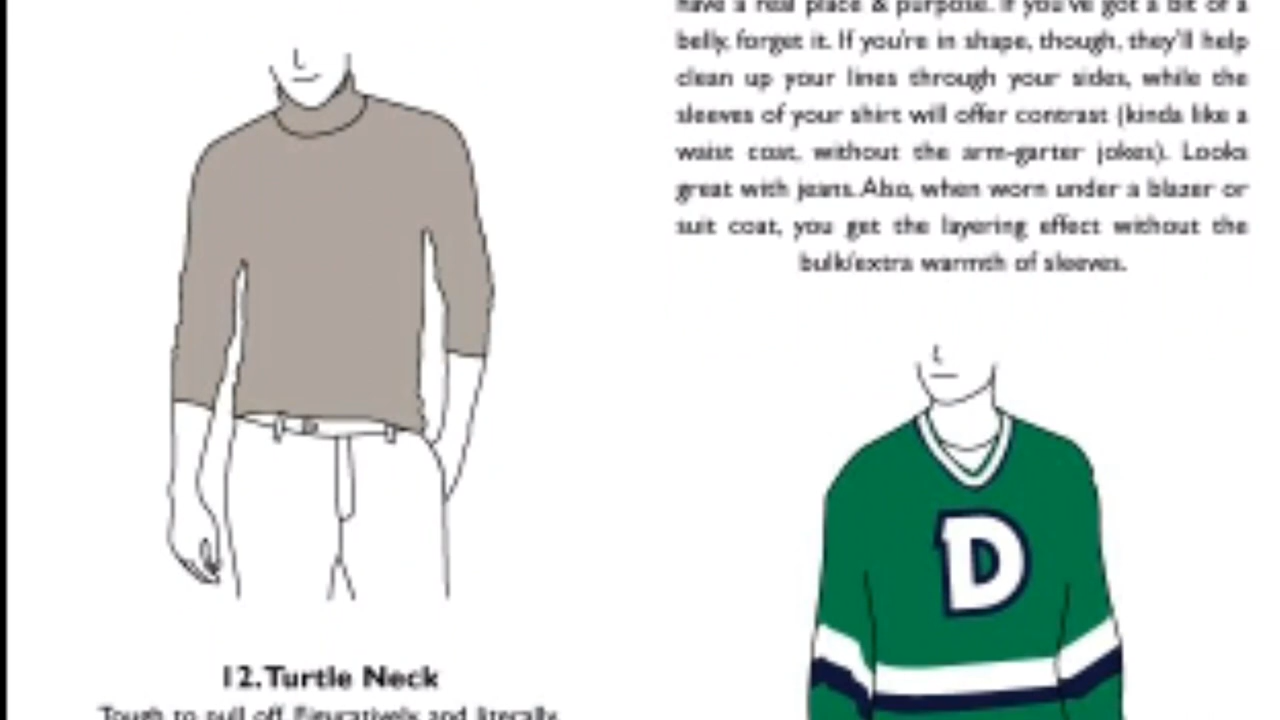 have a real place & purpose. If you've got a bit of a
belly, forget it. If you're in shape, though, they'll help
clean up your lines through your sides, while the
sleeves of your shirt will offer contrast (kinda like a
waist coat, without the arm-garter jokes). Looks
great with jeans. Also, when worn under a blazer or
suit coat, you get the layering effect without the
bulk/extra warmth of sleeves.
D
12. Turtle Neck
Tough to pull off. Figuratively and literally.